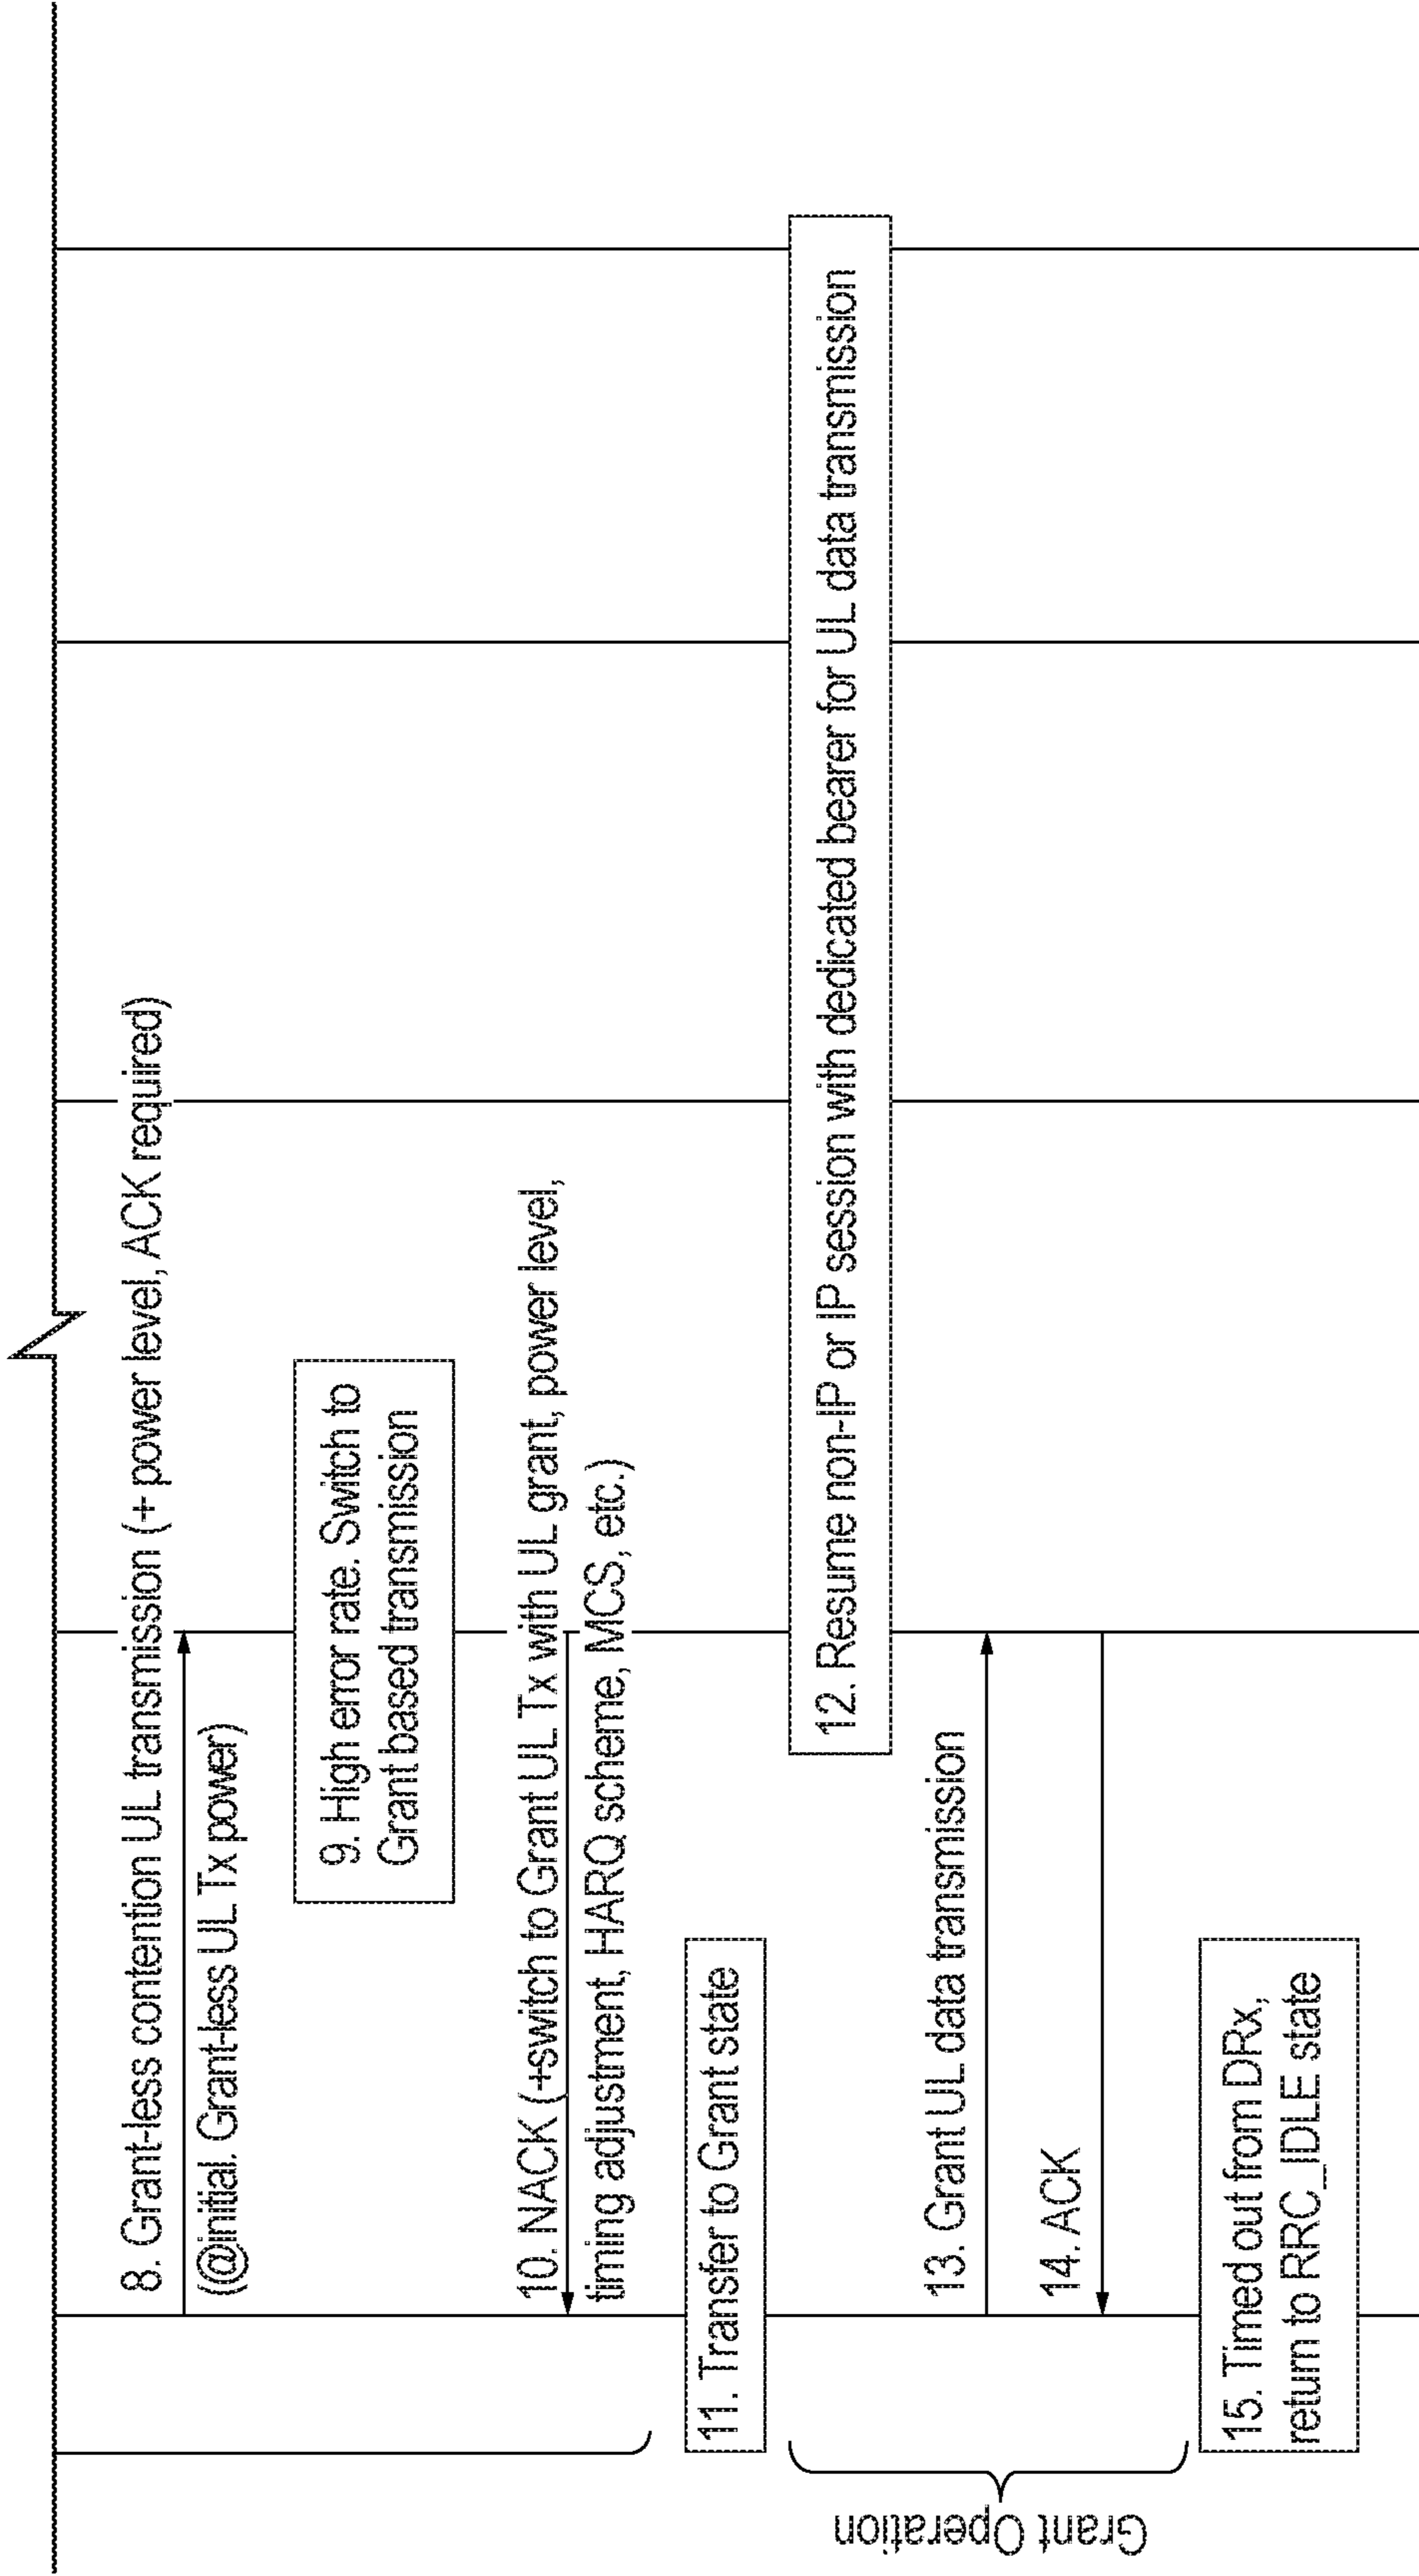 8. Grant-less contention UL transmission (+ power level, ACK required)
(@initial. Grant-less UL Tx power)
9. High error rate. Switch to
Grant based transmission
10. NACK (+switch to Grant UL Tx with UL grant, power level,
timing adjustment, HARQ scheme, MCS, etc.)
11. Transfer to Grant state
12. Resume non-IP or IP session with dedicated bearer for UL data transmission
Grant Operation
13. Grant UL data transmission
14. ACK
15. Timed out from DRx,
return to RRC_IDLE state